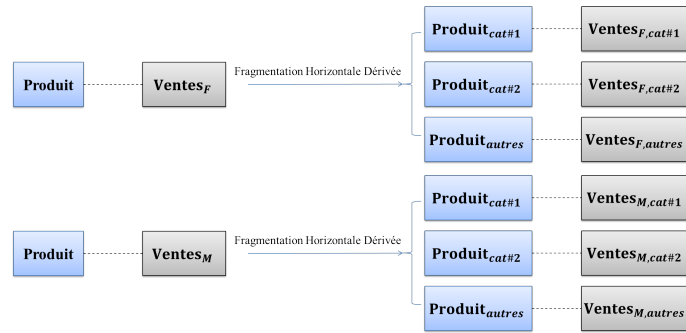 Produit_cat#1 Ventes_F,cat#1
Produit Ventes_F Fragmentation Horizontale Dérivée Produit_cat#2 Ventes_F,cat#2
Produit_autres Ventes_F,autres
Produit_cat#1 Ventes_M,cat#1
Produit Ventes_M Fragmentation Horizontale Dérivée Produit_cat#2 Ventes_M,cat#2
Produit_autres Ventes_M,autres